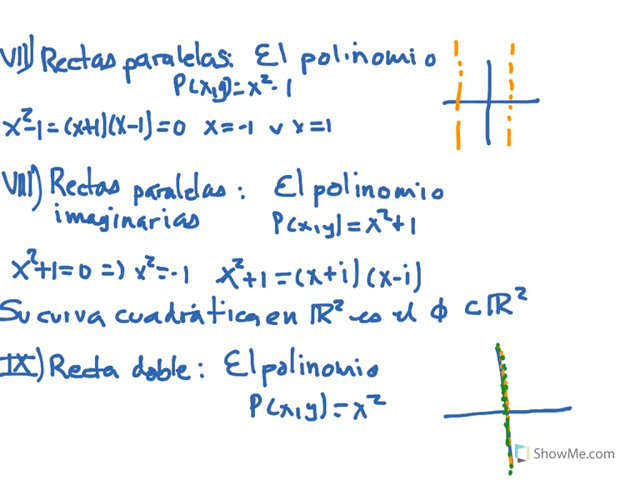 VII) Rectas paralelas: El polinomio
P(x,y)=x²-1
x²-1=(x+1)(x-1)=0 x=-1 ∨ x=1
VIII) Rectas paralelas: El polinomio
imaginarias P(x,y)=x²+1
x²+1=0 => x²=-1 x²+1=(x+i)(x-i)
Su curva cuadrática en ℝ² es el ϕ ⊂ ℝ²
IX) Recta doble: El polinomio
P(x,y)=x²
ShowMe.com